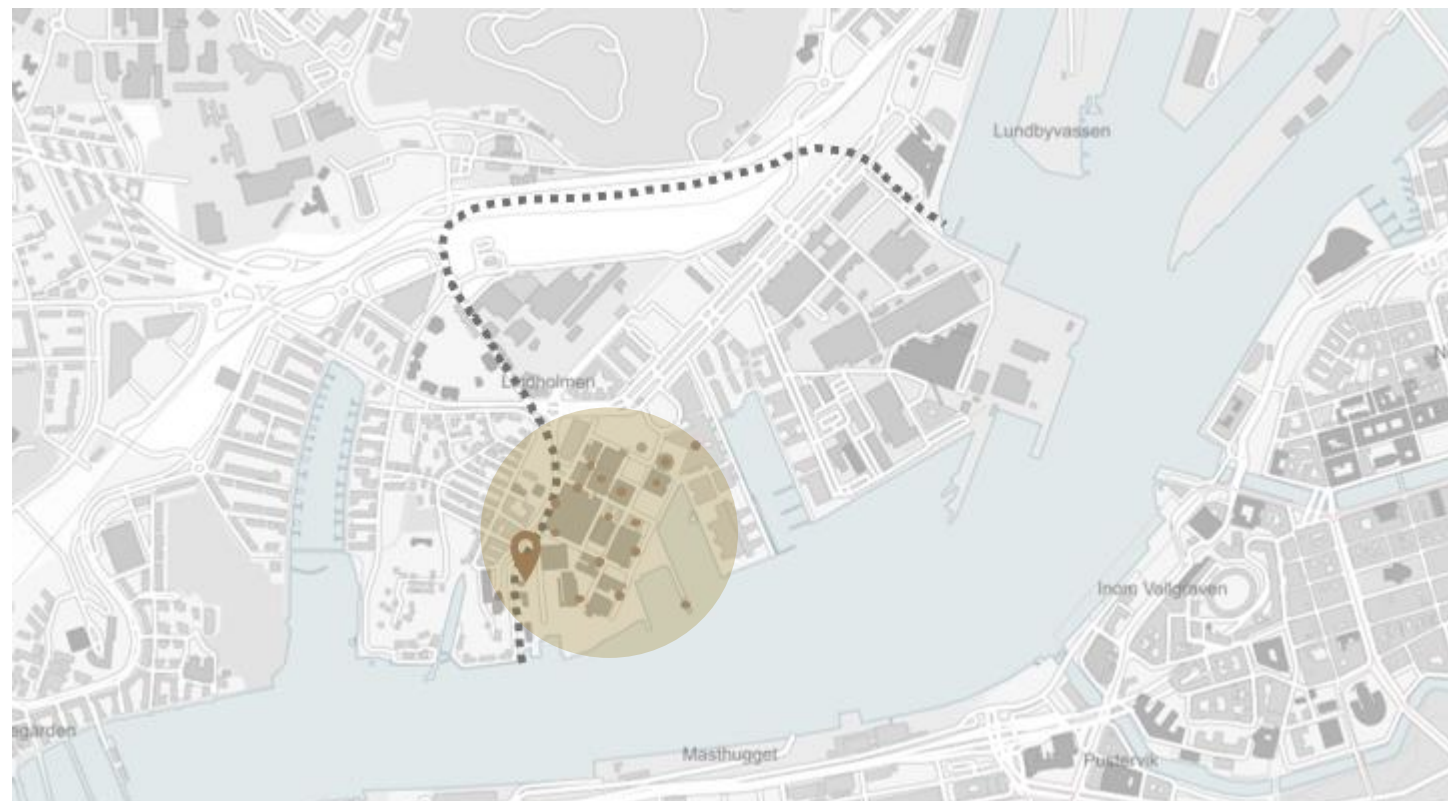 Lundbyvassen
Lindholmen
Inom Vallgraven
Masthugget
Pustervik